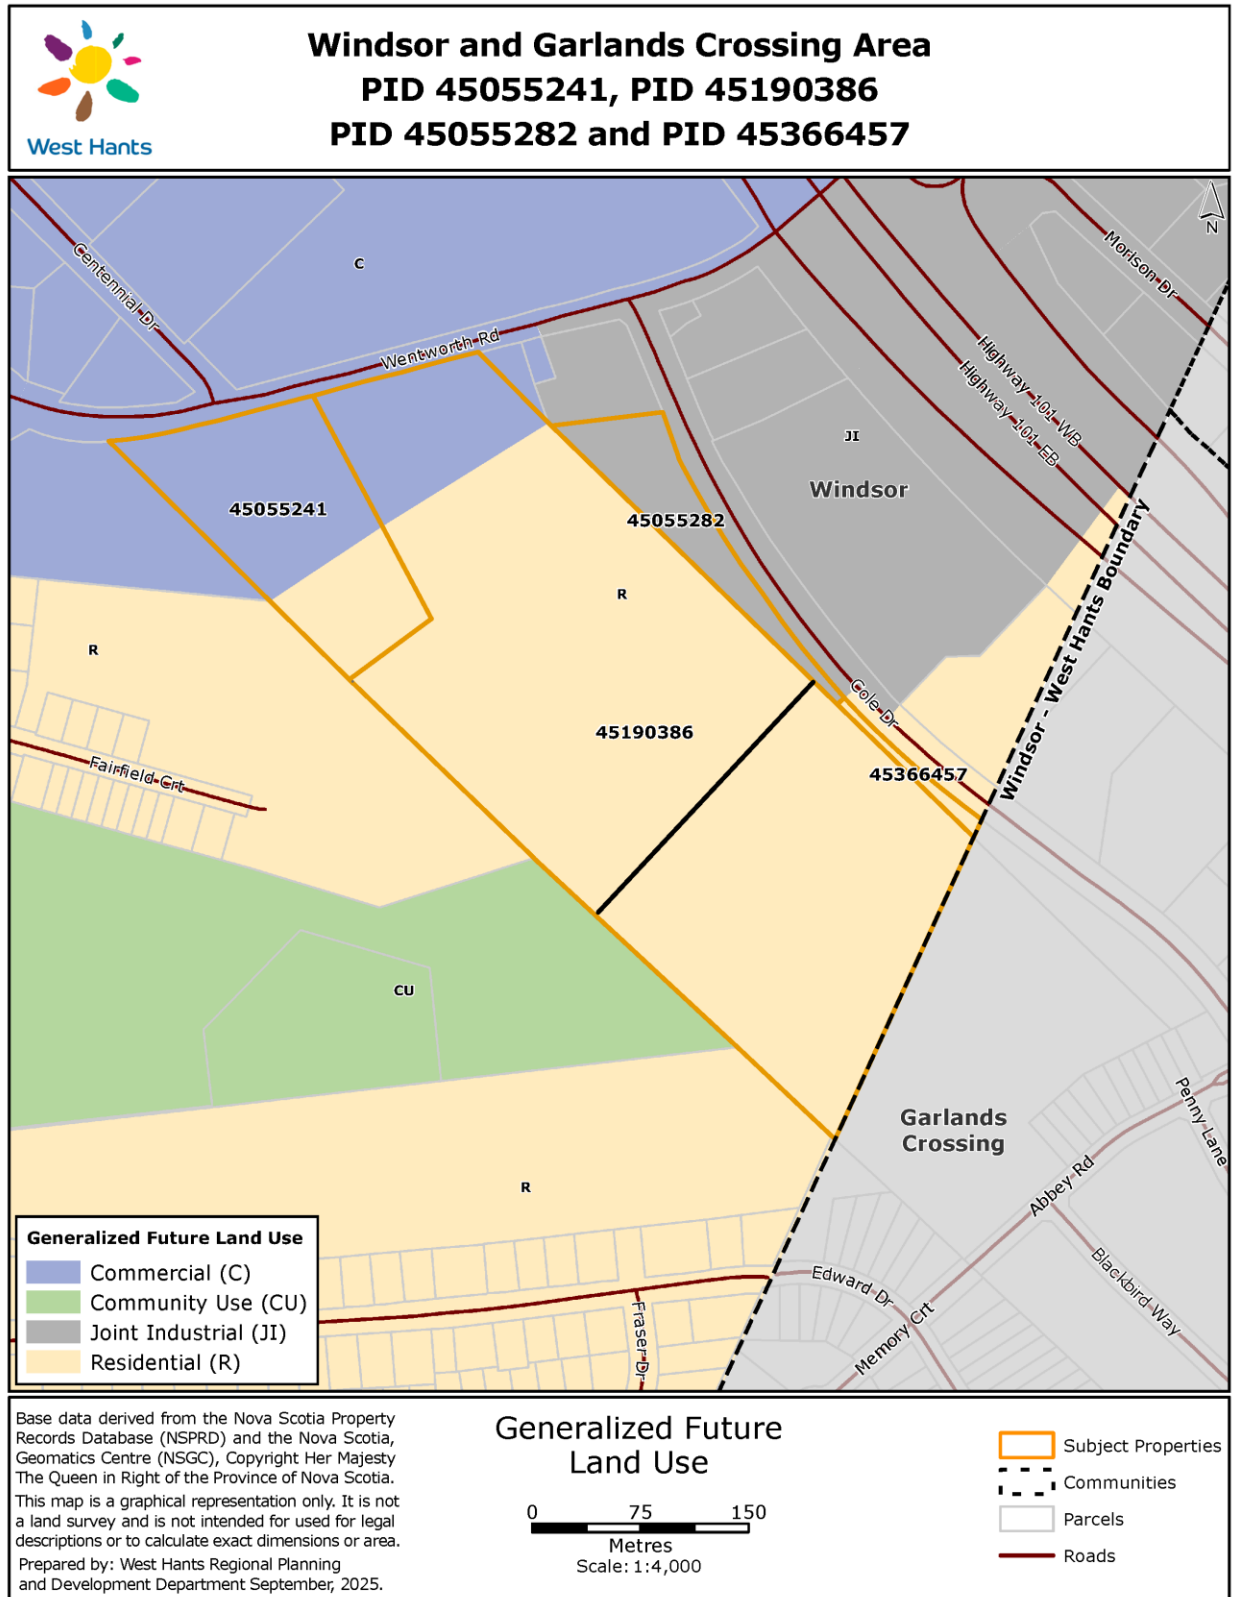 Windsor and Garlands Crossing Area
PID 45055241, PID 45190386
PID 45055282 and PID 45366457
West Hants
N
Centennial Dr
C
Morison Dr
Wentworth Rd
Highway 101 WB
Highway 101 EB
JI
Windsor
45055241
45055282
R
R
Windsor - West Hants Boundary
45190386
Cole Dr
45366457
Fairfield Crt
CU
Garlands
Crossing
Penny Lane
Abbey Rd
R
Blackbird Way
Edward Dr
Memory Crt
Fraser Dr
Generalized Future Land Use
Commercial (C)
Community Use (CU)
Joint Industrial (JI)
Residential (R)
Base data derived from the Nova Scotia Property
Records Database (NSPRD) and the Nova Scotia,
Geomatics Centre (NSGC), Copyright Her Majesty
The Queen in Right of the Province of Nova Scotia.
This map is a graphical representation only. It is not
a land survey and is not intended for used for legal
descriptions or to calculate exact dimensions or area.
Prepared by: West Hants Regional Planning
and Development Department September, 2025.
Generalized Future
Land Use
0 75 150
Metres
Scale: 1:4,000
Subject Properties
Communities
Parcels
Roads